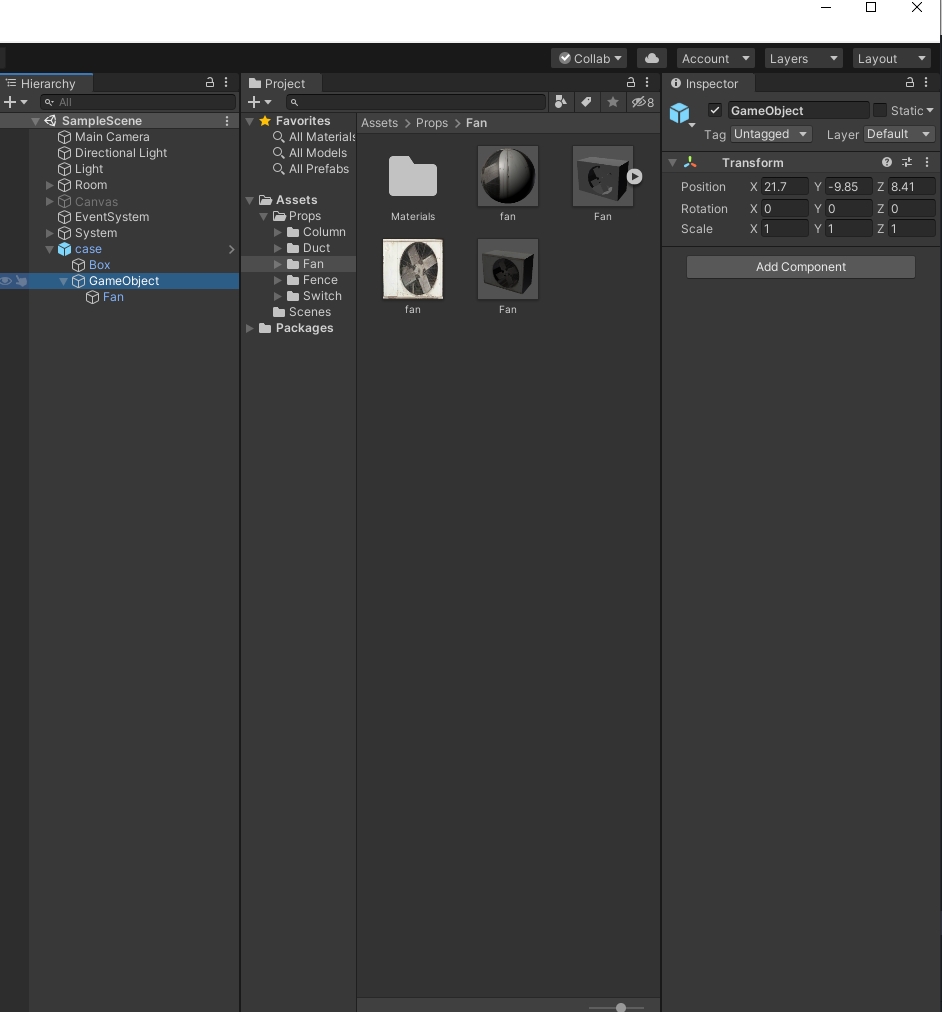 Collab
Account
Layers
Layout
Hierarchy
All
SampleScene
Main Camera
Directional Light
Light
Room
Canvas
EventSystem
System
case
Box
GameObject
Fan
Project
8
Favorites
All Materials
All Models
All Prefabs
Assets
Props
Column
Duct
Fan
Fence
Switch
Scenes
Packages
Assets > Props > Fan
Materials
fan
Fan
fan
Fan
Inspector
GameObject
Static
Tag Untagged Layer Default
Transform
Position X 21.7 Y -9.85 Z 8.41
Rotation X 0 Y 0 Z 0
Scale X 1 Y 1 Z 1
Add Component